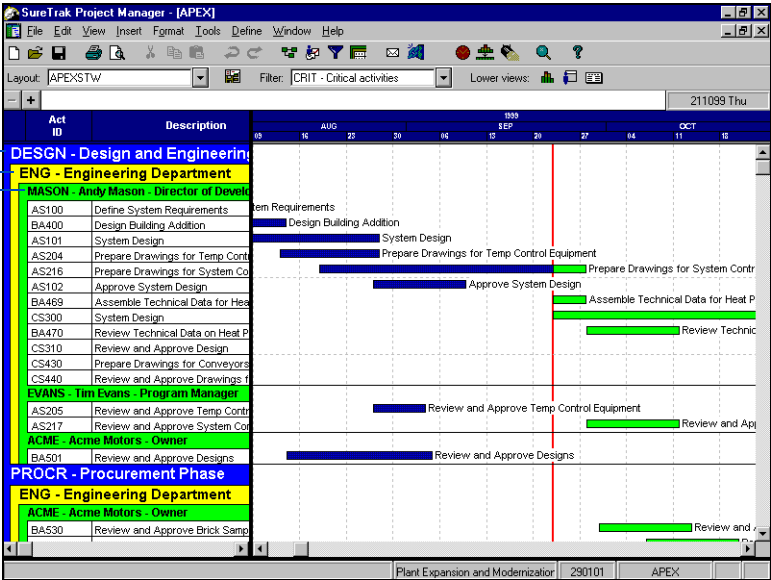 SureTrak Project Manager - [APEX]
File Edit View Insert Format Tools Define Window Help
Layout: APEXSTW Filter: CRIT - Critical activities Lower views:
211099 Thu
Act ID Description
1999
AUG SEP OCT
09 16 23 30 06 13 20 27 04 11 18
DESGN - Design and Engineering
ENG - Engineering Department
MASON - Andy Mason - Director of Develo
AS100 Define System Requirements tem Requirements
BA400 Design Building Addition Design Building Addition
AS101 System Design System Design
AS204 Prepare Drawings for Temp Cont Prepare Drawings for Temp Control Equipment
AS216 Prepare Drawings for System Co Prepare Drawings for System Contr
AS102 Approve System Design Approve System Design
BA469 Assemble Technical Data for Hea Assemble Technical Data for Heat P
CS300 System Design
BA470 Review Technical Data on Heat P Review Technic
CS310 Review and Approve Design
CS430 Prepare Drawings for Conveyors
CS440 Review and Approve Drawings f
EVANS - Tim Evans - Program Manager
AS205 Review and Approve Temp Contr Review and Approve Temp Control Equipment
AS217 Review and Approve System Con Review and App
ACME - Acme Motors - Owner
BA501 Review and Approve Designs Review and Approve Designs
PROCR - Procurement Phase
ENG - Engineering Department
ACME - Acme Motors - Owner
BA530 Review and Approve Brick Samp Review and
Plant Expansion and Modernization 290101 APEX